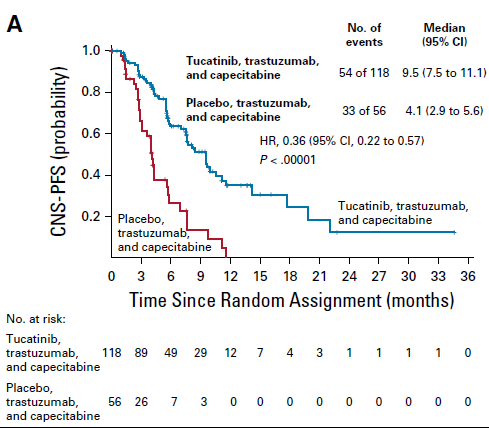 A
No. of events
Median (95% CI)
Tucatinib, trastuzumab, and capecitabine
54 of 118
9.5 (7.5 to 11.1)
Placebo, trastuzumab, and capecitabine
33 of 56
4.1 (2.9 to 5.6)
HR, 0.36 (95% CI, 0.22 to 0.57)
P < .00001
CNS-PFS (probability)
1.0
0.8
0.6
0.4
0.2
Tucatinib, trastuzumab,
and capecitabine
Placebo,
trastuzumab,
and capecitabine
0 3 6 9 12 15 18 21 24 27 30 33 36
Time Since Random Assignment (months)
No. at risk:
Tucatinib,
trastuzumab, 118 89 49 29 12 7 4 3 1 1 1 1 0
and capecitabine
Placebo,
trastuzumab, 56 26 7 3 0 0 0 0 0 0 0 0 0
and capecitabine